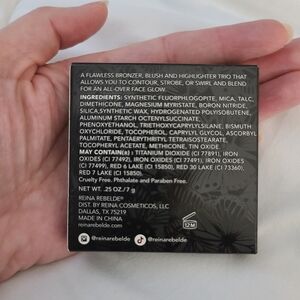 A FLAWLESS BRONZER, BLUSH AND HIGHLIGHTER TRIO THAT
ALLOWS YOU TO CONTOUR, STROBE, OR SWIRL AND BLEND
FOR AN ALL-OVER FACE GLOW.
INGREDIENTS: SYNTHETIC FLUORPHLOGOPITE, MICA, TALC,
DIMETHICONE, MAGNESIUM MYRISTATE, BORON NITRIDE,
SILICA,SYNTHETIC WAX, HYDROGENATED POLYISOBUTENE,
ALUMINUM STARCH OCTENYLSUCCINATE,
PHENOXYETHANOL, TRIETHOXYCAPRYLYLSILANE, BISMUTH
OXYCHLORIDE, TOCOPHEROL, CAPRYLYL GLYCOL, ASCORBYL
PALMITATE, PENTAERYTHRITYL TETRAISOSTEARATE,
TOCOPHERYL ACETATE, METHICONE, TIN OXIDE
MAY CONTAIN(±): TITANIUM DIOXIDE (CI 77891), IRON
OXIDES (CI 77492), IRON OXIDES (CI 77491), IRON OXIDES
(CI 77499), RED 6 LAKE (CI 15850), RED 30 LAKE (CI 73360)
RED 7 LAKE (CI 15850).
Cruelty Free. Phthalate and Paraben Free.
NET WT .25 OZ/7 g
REINA REBELDE®
DIST. BY REINA COSMETICOS, LLC
DALLAS, TX 75219
MADE IN CHINA
12M
@reinarebelde @reinarebelde